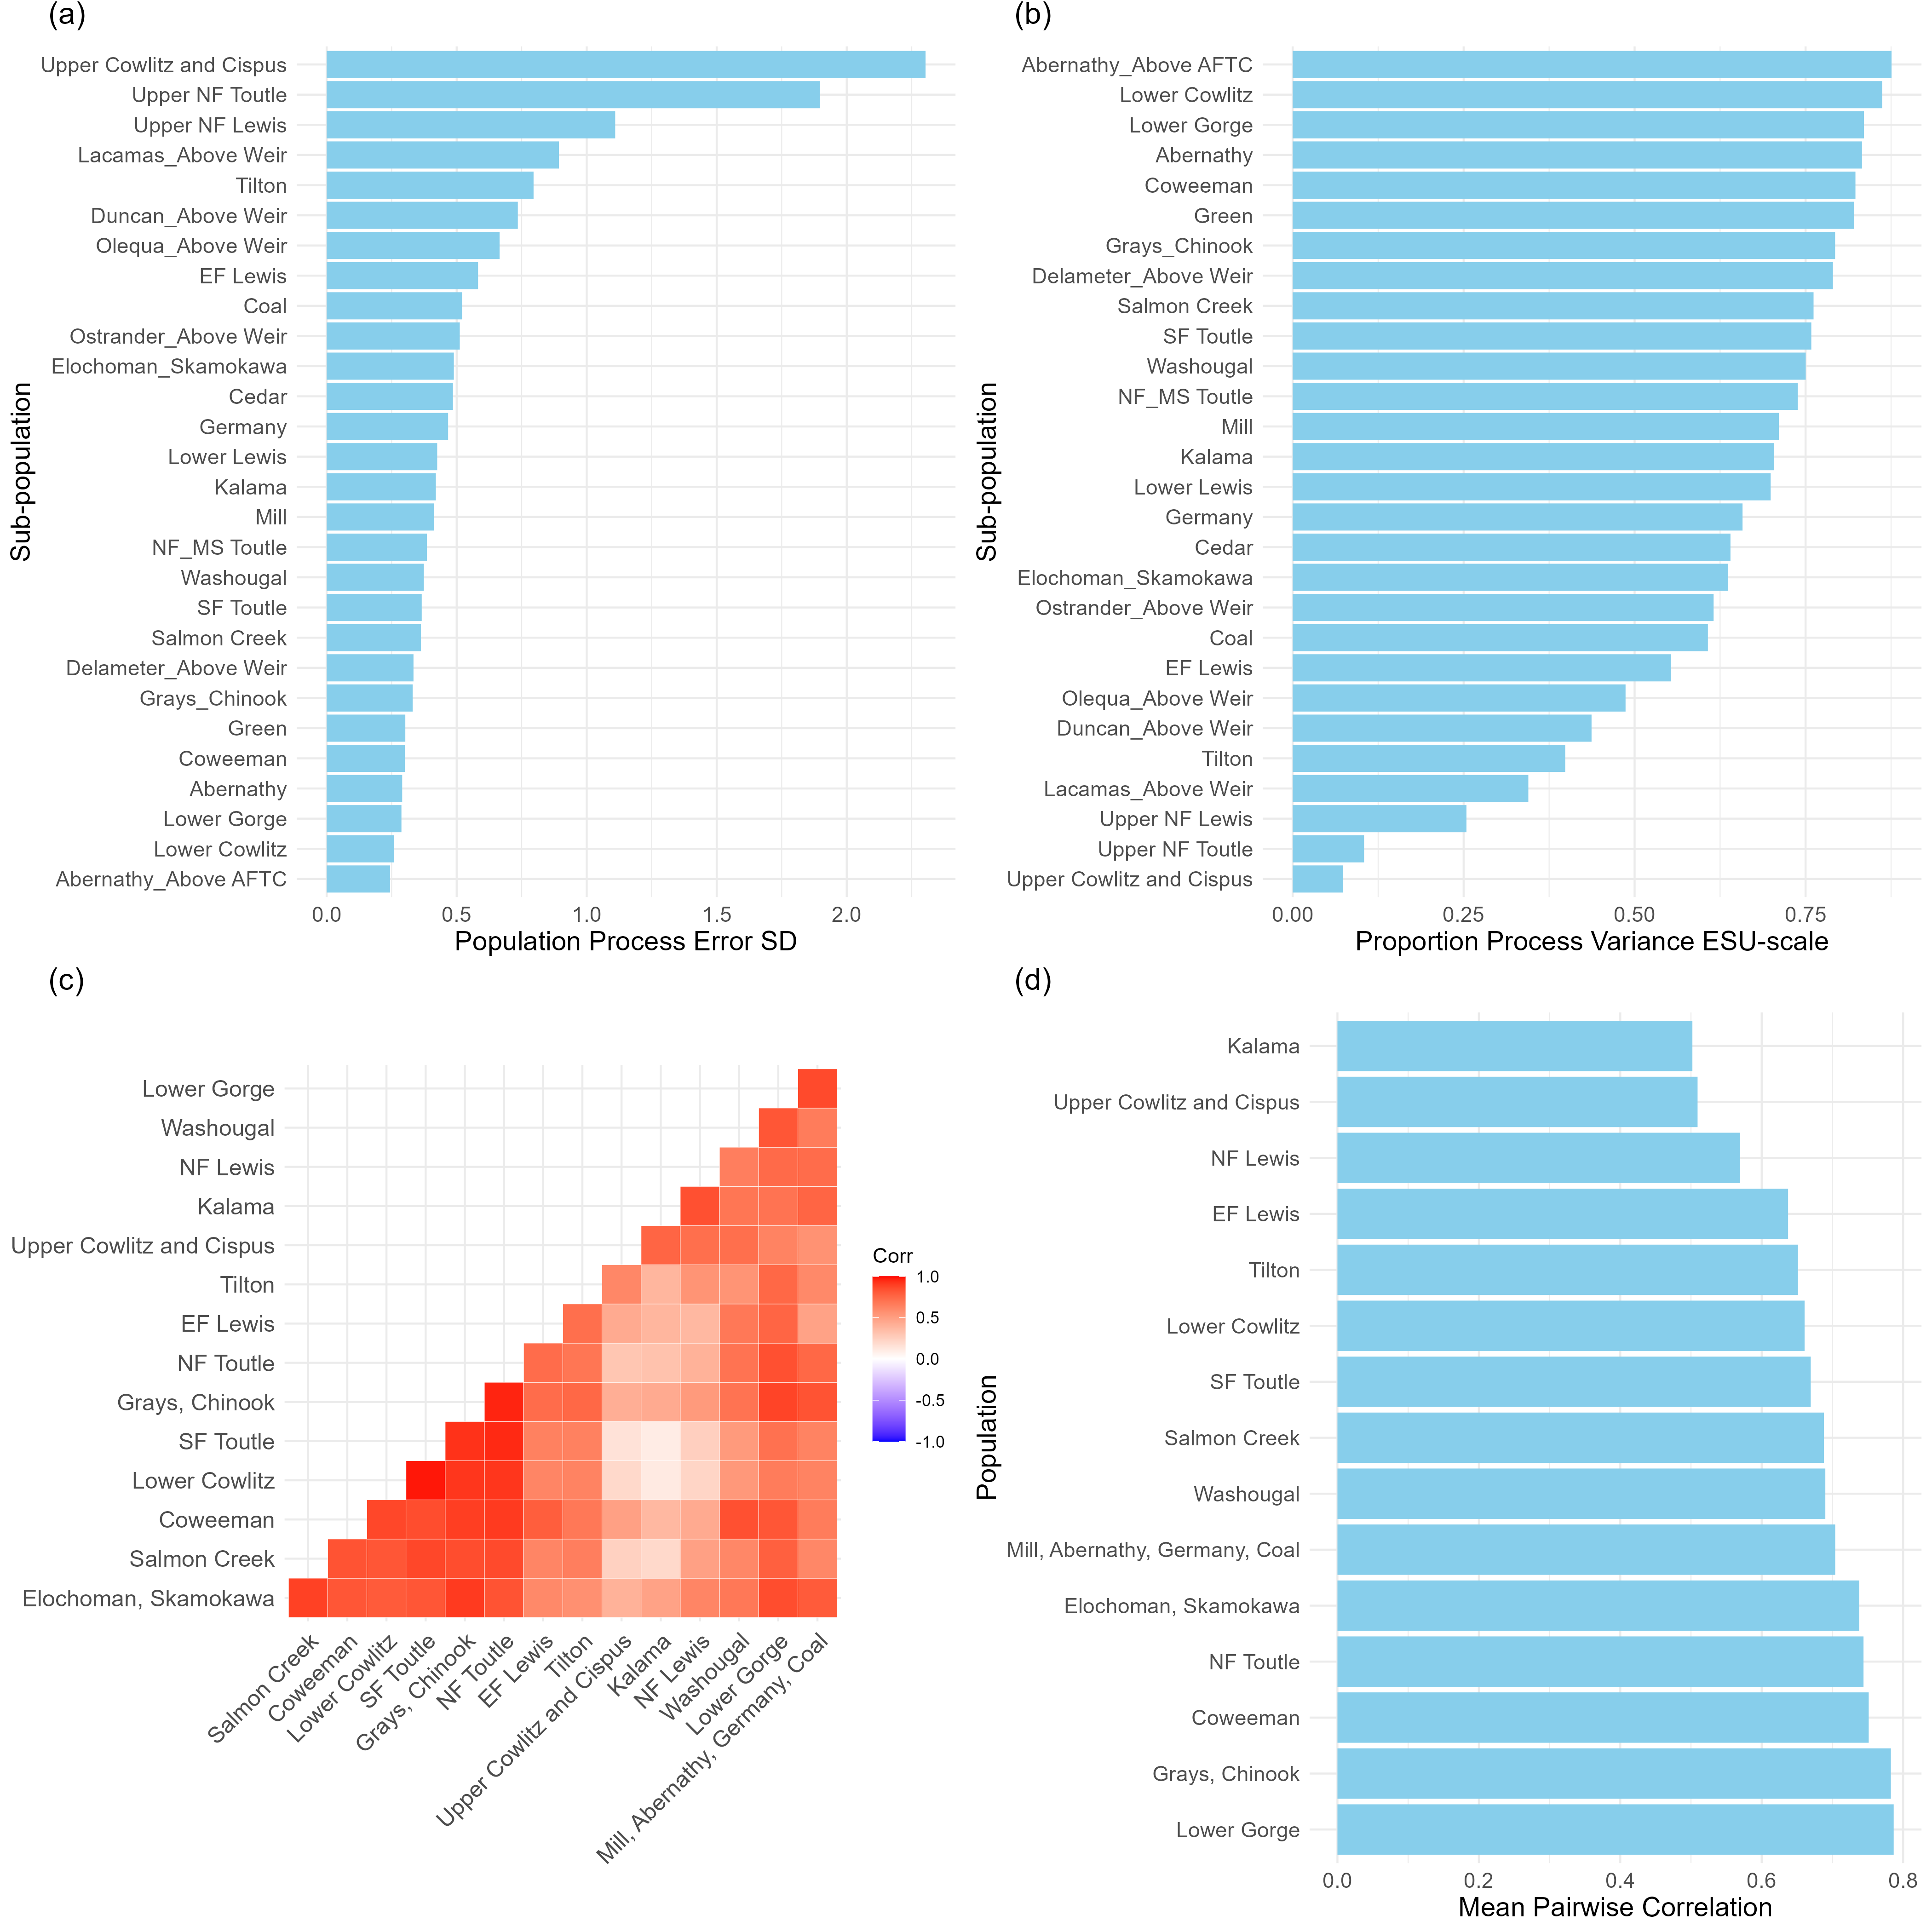 (a)
Upper Cowlitz and Cispus
Upper NF Toutle
Upper NF Lewis
Lacamas_Above Weir
Tilton
Duncan_Above Weir
Olequa_Above Weir
EF Lewis
Coal
Ostrander_Above Weir
Elochoman_Skamokawa
Cedar
Germany
Lower Lewis
Kalama
Mill
NF_MS Toutle
Washougal
SF Toutle
Salmon Creek
Delameter_Above Weir
Grays_Chinook
Green
Coweeman
Abernathy
Lower Gorge
Lower Cowlitz
Abernathy_Above AFTC
Sub-population
0.0 0.5 1.0 1.5 2.0
Population Process Error SD
(b)
Abernathy_Above AFTC
Lower Cowlitz
Lower Gorge
Abernathy
Coweeman
Green
Grays_Chinook
Delameter_Above Weir
Salmon Creek
SF Toutle
Washougal
NF_MS Toutle
Mill
Kalama
Lower Lewis
Germany
Cedar
Elochoman_Skamokawa
Ostrander_Above Weir
Coal
EF Lewis
Olequa_Above Weir
Duncan_Above Weir
Tilton
Lacamas_Above Weir
Upper NF Lewis
Upper NF Toutle
Upper Cowlitz and Cispus
Sub-population
0.00 0.25 0.50 0.75
Proportion Process Variance ESU-scale
(c)
Lower Gorge
Washougal
NF Lewis
Kalama
Upper Cowlitz and Cispus
Tilton
EF Lewis
NF Toutle
Grays, Chinook
SF Toutle
Lower Cowlitz
Coweeman
Salmon Creek
Elochoman, Skamokawa
Salmon Creek
Coweeman
Lower Cowlitz
SF Toutle
Grays, Chinook
NF Toutle
EF Lewis
Tilton
Upper Cowlitz and Cispus
Kalama
NF Lewis
Washougal
Lower Gorge
Mill, Abernathy, Germany, Coal
Corr
1.0
0.5
0.0
-0.5
-1.0
(d)
Kalama
Upper Cowlitz and Cispus
NF Lewis
EF Lewis
Tilton
Lower Cowlitz
SF Toutle
Salmon Creek
Washougal
Mill, Abernathy, Germany, Coal
Elochoman, Skamokawa
NF Toutle
Coweeman
Grays, Chinook
Lower Gorge
Population
0.0 0.2 0.4 0.6 0.8
Mean Pairwise Correlation